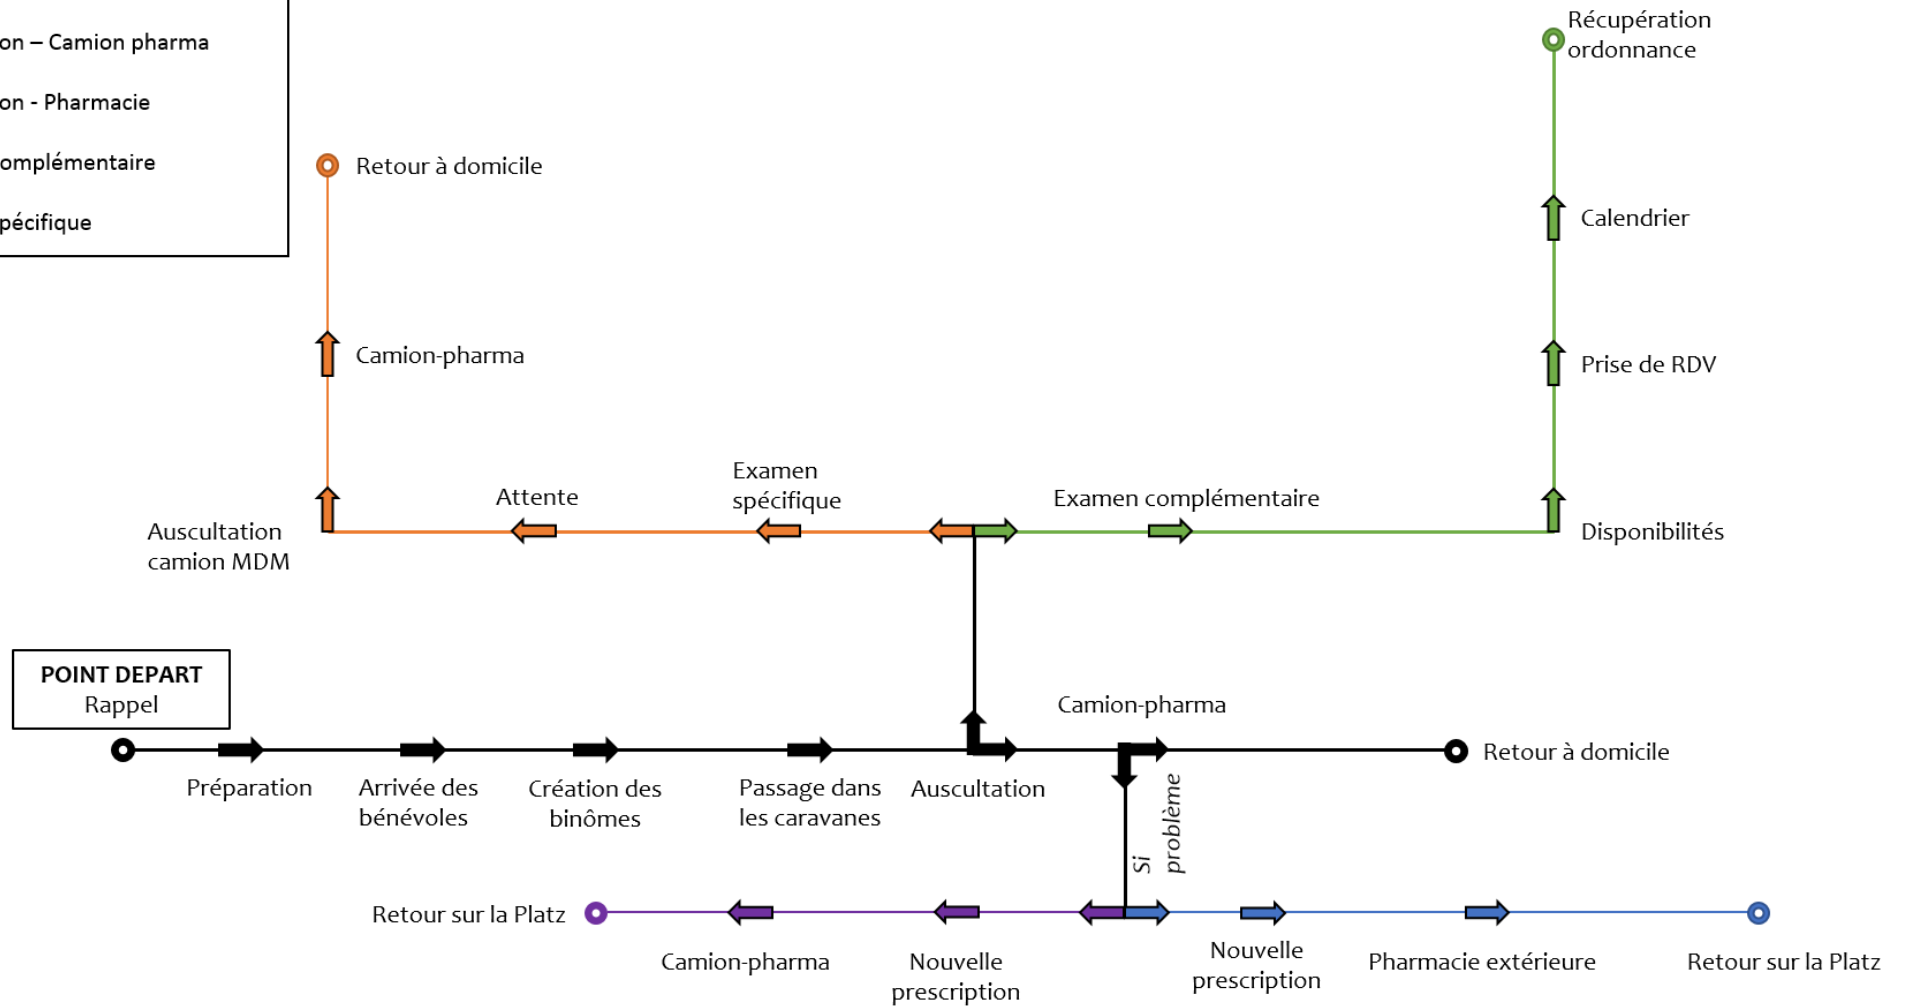 on – Camion pharma
on - Pharmacie
omplémentaire
pécifique
Récupération
ordonnance
Retour à domicile
Calendrier
Camion-pharma
Prise de RDV
Examen
spécifique
Attente
Examen complémentaire
Auscultation
camion MDM
Disponibilités
POINT DEPART
Rappel
Camion-pharma
Retour à domicile
Préparation
Arrivée des
bénévoles
Création des
binômes
Passage dans
les caravanes
Auscultation
Si
problème
Retour sur la Platz
Camion-pharma
Nouvelle
prescription
Nouvelle
prescription
Pharmacie extérieure
Retour sur la Platz